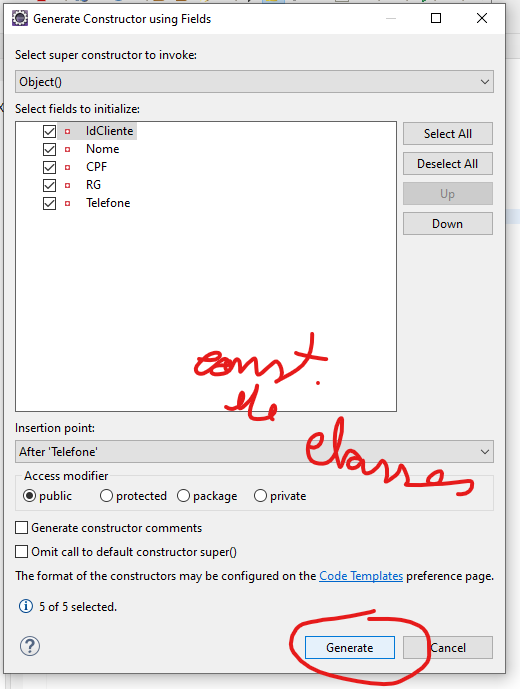 Generate Constructor using Fields
Select super constructor to invoke:
Object()
Select fields to initialize:
IdCliente
Nome
CPF
RG
Telefone
Select All
Deselect All
Up
Down
const.
de
classes
Insertion point:
After 'Telefone'
Access modifier
public protected package private
Generate constructor comments
Omit call to default constructor super()
The format of the constructors may be configured on the Code Templates preference page.
5 of 5 selected.
Generate Cancel